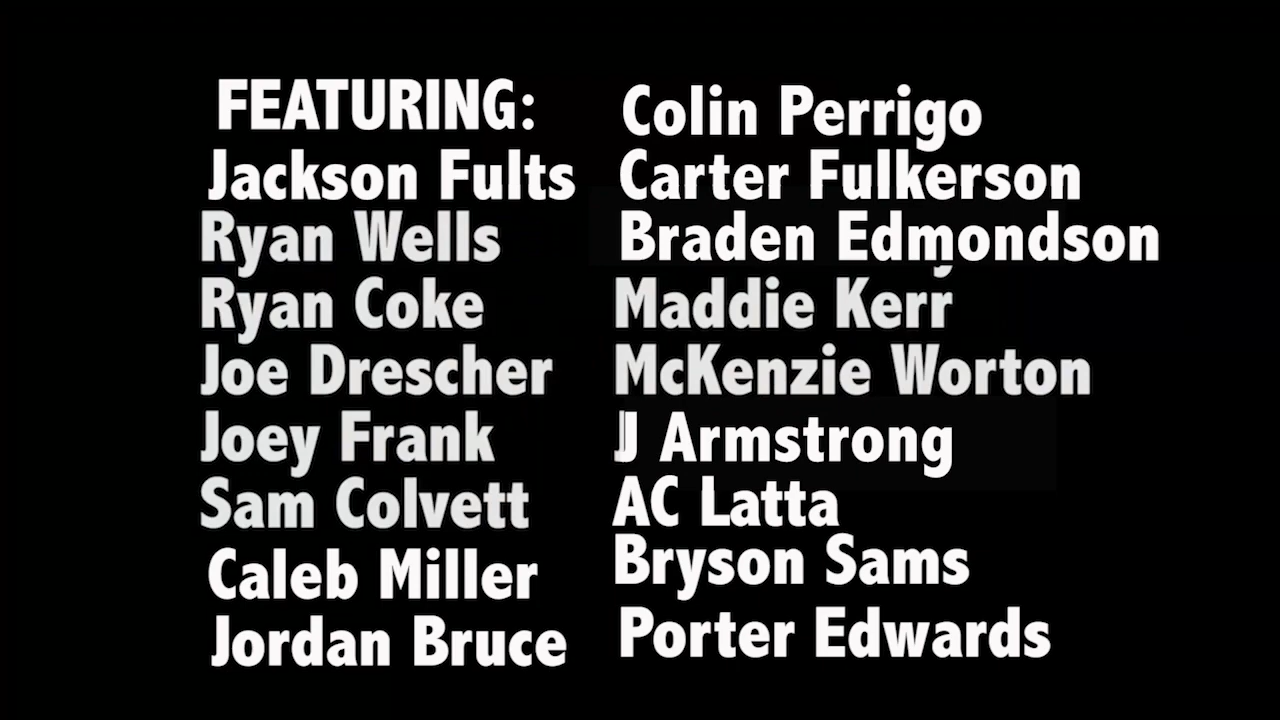 FEATURING:
Jackson Fults
Ryan Wells
Ryan Coke
Joe Drescher
Joey Frank
Sam Colvett
Caleb Miller
Jordan Bruce
Colin Perrigo
Carter Fulkerson
Braden Edmondson
Maddie Kerr
McKenzie Worton
J Armstrong
AC Latta
Bryson Sams
Porter Edwards